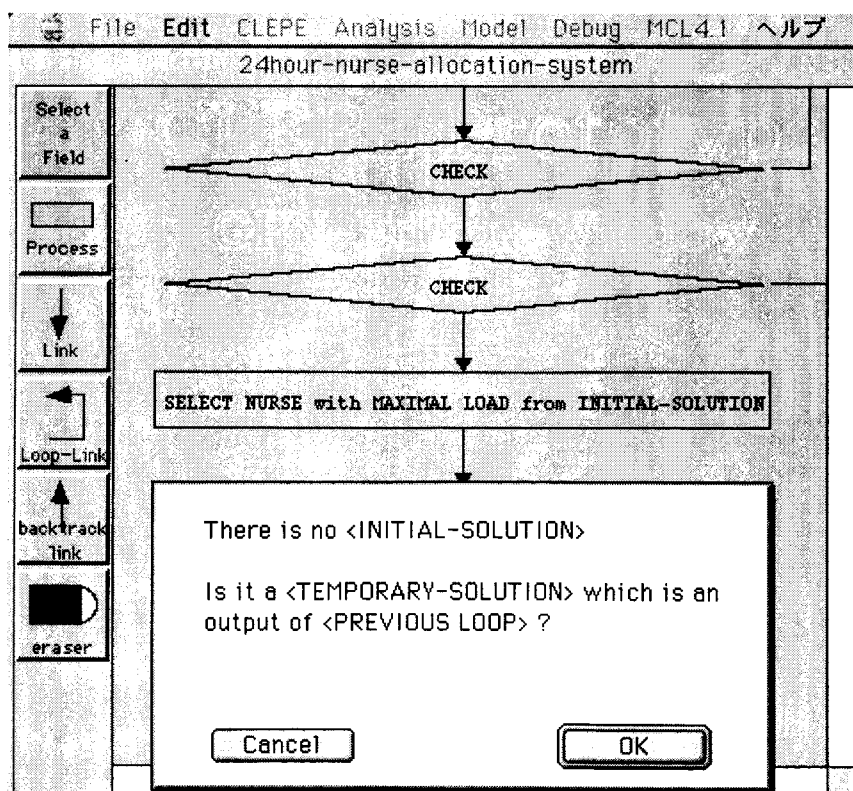 File Edit CLEPE Analysis Model Debug MCL4.1 ヘルプ
24hour-nurse-allocation-system
Select
a
Field
Process
Link
Loop-Link
backtrack
link
eraser
CHECK
CHECK
SELECT NURSE with MAXIMAL LOAD from INITIAL-SOLUTION
There is no <INITIAL-SOLUTION>
Is it a <TEMPORARY-SOLUTION> which is an
output of <PREVIOUS LOOP> ?
Cancel
OK